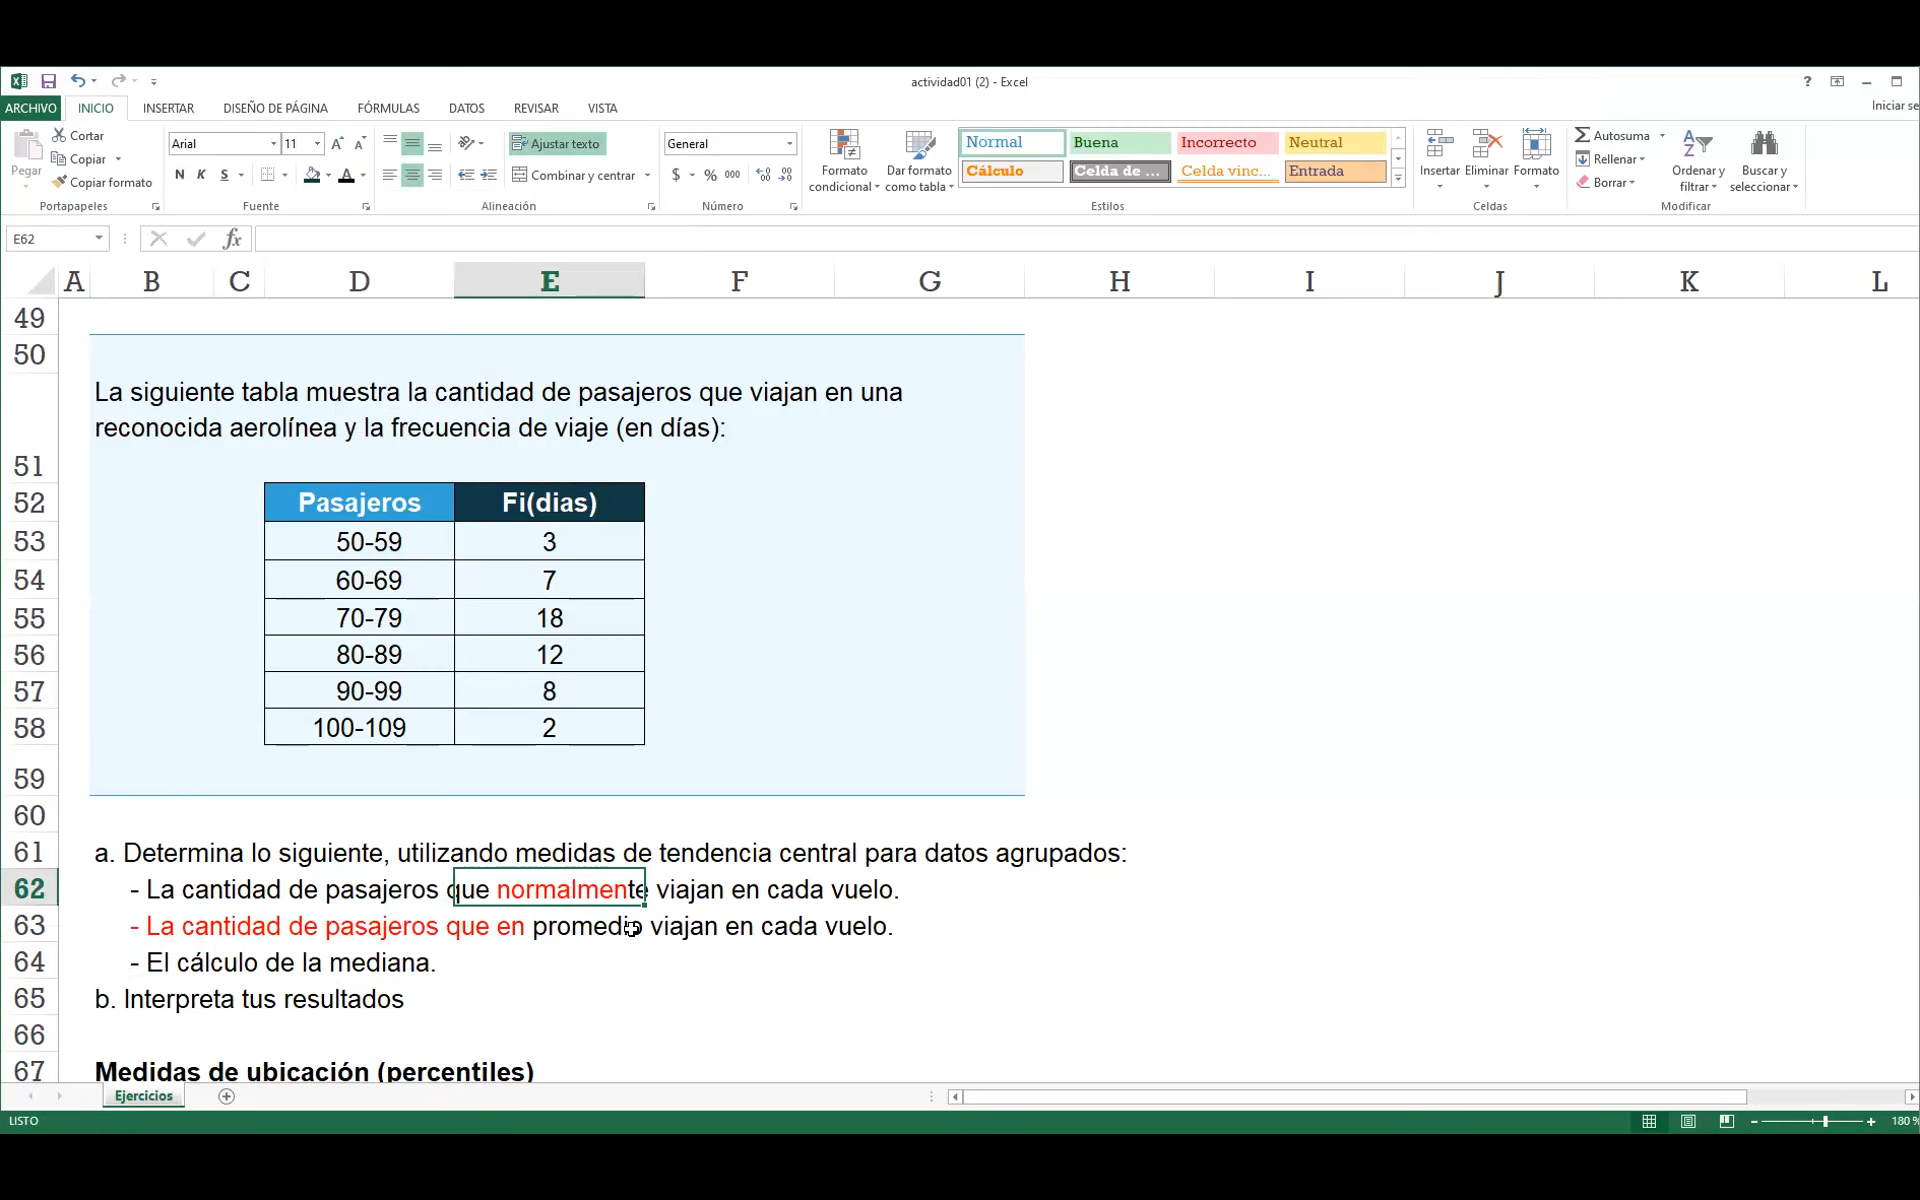 actividad01 (2) - Excel
ARCHIVO INICIO INSERTAR DISEÑO DE PÁGINA FÓRMULAS DATOS REVISAR VISTA Iniciar se
Pegar
Cortar
Copiar
Copiar formato
Portapapeles
Arial 11
N K S
Fuente
Ajustar texto
Combinar y centrar
Alineación
General
$ % 000
Número
Formato condicional
Dar formato como tabla
Normal Buena Incorrecto Neutral
Cálculo Celda de ... Celda vinc... Entrada
Estilos
Insertar Eliminar Formato
Celdas
Autosuma
Rellenar
Borrar
Ordenar y filtrar
Buscar y seleccionar
Modificar
E62 fx
A B C D E F G H I J K L
49
50
La siguiente tabla muestra la cantidad de pasajeros que viajan en una
reconocida aerolínea y la frecuencia de viaje (en días):
51
52 Pasajeros Fi(dias)
53 50-59 3
54 60-69 7
55 70-79 18
56 80-89 12
57 90-99 8
58 100-109 2
59
60
61 a. Determina lo siguiente, utilizando medidas de tendencia central para datos agrupados:
62 - La cantidad de pasajeros que normalmente viajan en cada vuelo.
63 - La cantidad de pasajeros que en promedio viajan en cada vuelo.
64 - El cálculo de la mediana.
65 b. Interpreta tus resultados
66
67 Medidas de ubicación (percentiles)
Ejercicios
LISTO 180 %